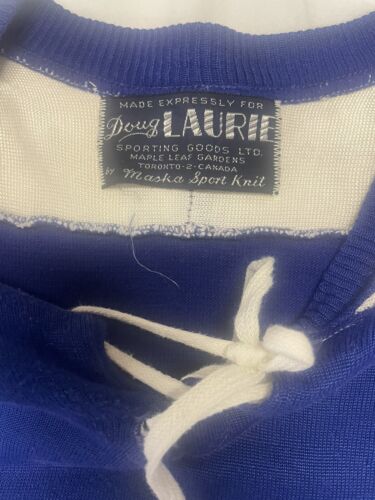 MADE EXPRESSLY FOR
Doug LAURIE
SPORTING GOODS LTD.
MAPLE LEAF GARDENS
TORONTO-2-CANADA
by Maska Sport Knit